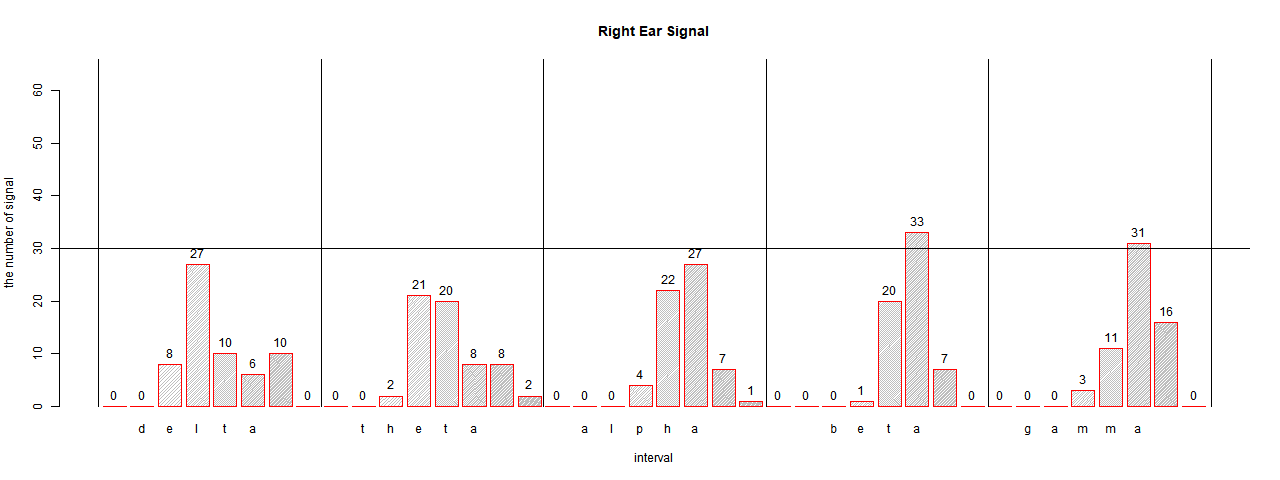 Right Ear Signal
the number of signal
60
50
40
30
20
10
0
0 0 8 27 10 6 10 0
0 0 2 21 20 8 8 2
0 0 0 4 22 27 7 1
0 0 0 1 20 33 7 0
0 0 0 3 11 31 16 0
d e l t a t h e t a a l p h a b e t a g a m m a
interval